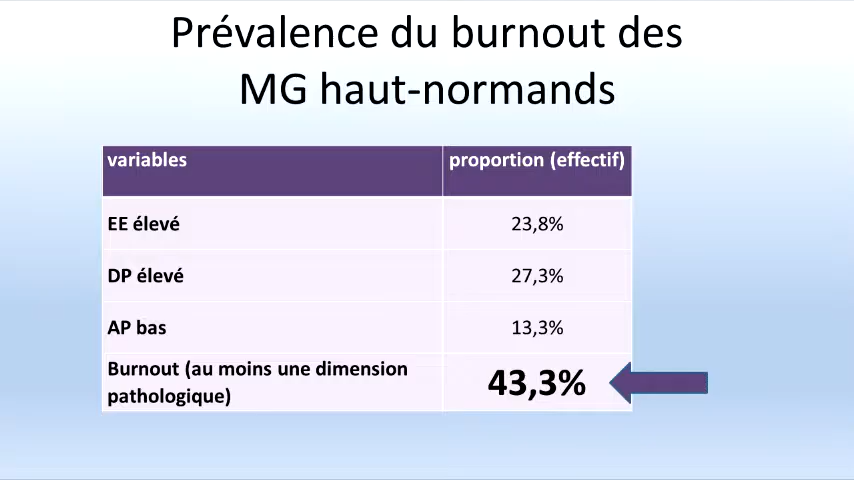 Prévalence du burnout des
MG haut-normands
variables proportion (effectif)
EE élevé 23,8%
DP élevé 27,3%
AP bas 13,3%
Burnout (au moins une dimension
pathologique) 43,3%